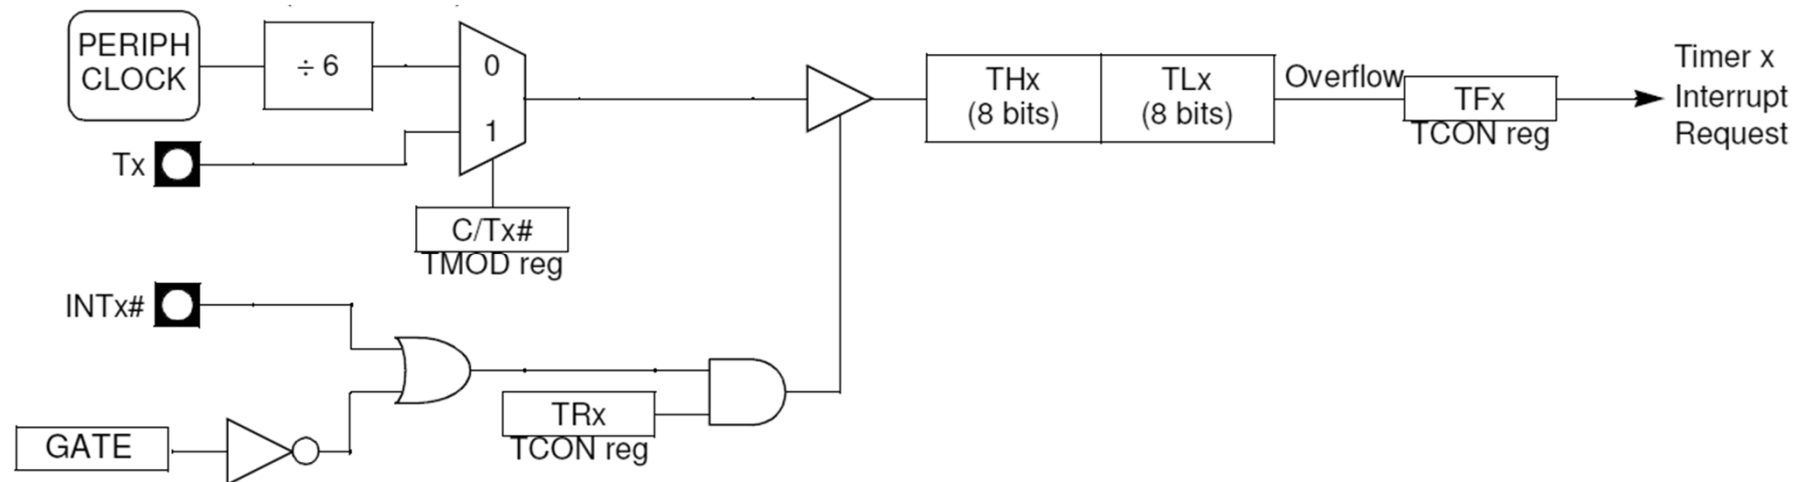 PERIPH
CLOCK
÷ 6
0
1
Tx
C/Tx#
TMOD reg
THx
(8 bits)
TLx
(8 bits)
Overflow
TFx
TCON reg
Timer x
Interrupt
Request
INTx#
GATE
TRx
TCON reg